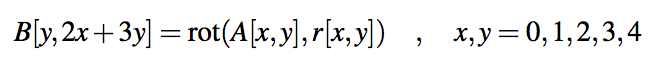 B[y,2x+3y] = rot(A[x,y],r[x,y]) , x,y = 0,1,2,3,4